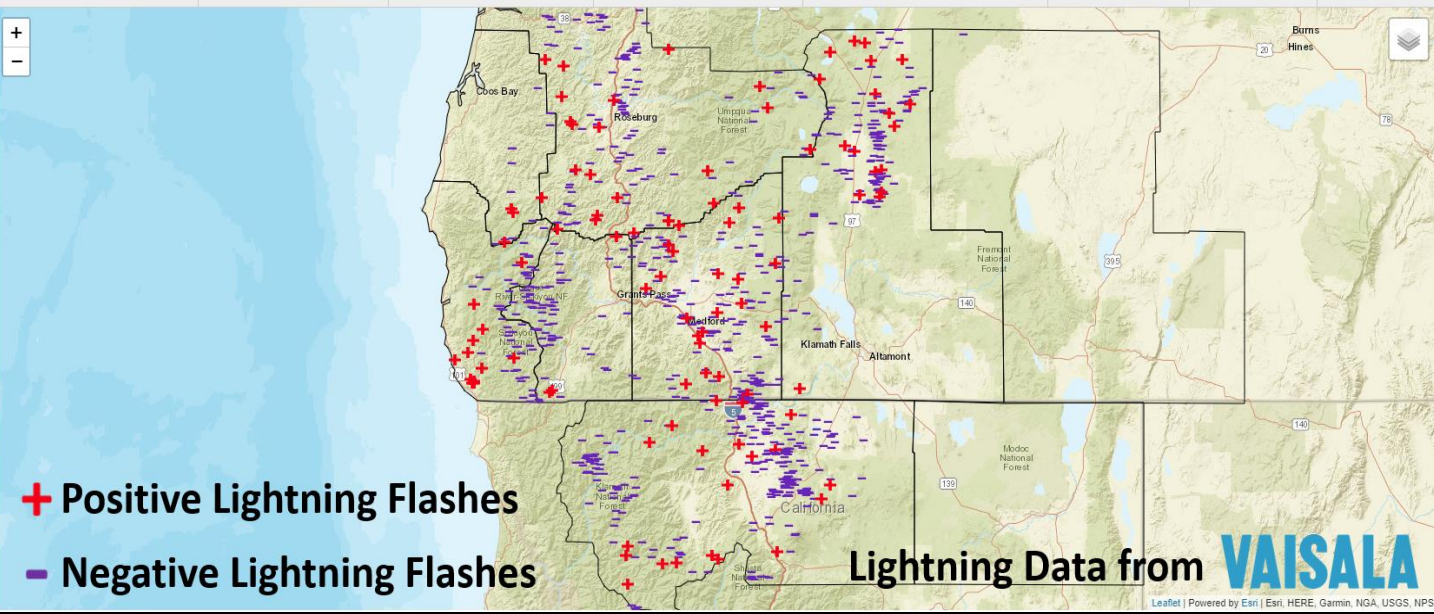 +
−
38
Burns
Hines
20
Coos Bay
Roseburg
Umpqua
National
Forest
78
97
Fremont
National
Forest
395
Grants Pass
140
Medford
Klamath Falls
Altamont
101
5
140
Modoc
National
Forest
139
California
Forest
+ Positive Lightning Flashes
- Negative Lightning Flashes
Lightning Data from VAISALA
Leaflet | Powered by Esri | Esri, HERE, Garmin, NGA, USGS, NPS